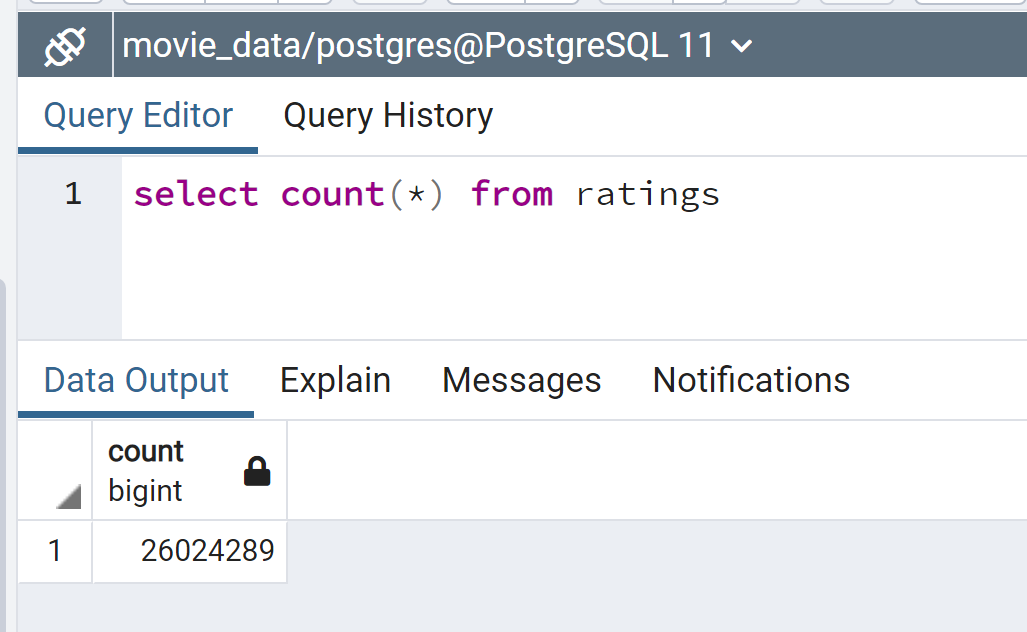 movie_data/postgres@PostgreSQL 11
Query Editor Query History
1 select count(*) from ratings
Data Output Explain Messages Notifications
count
bigint
1 26024289